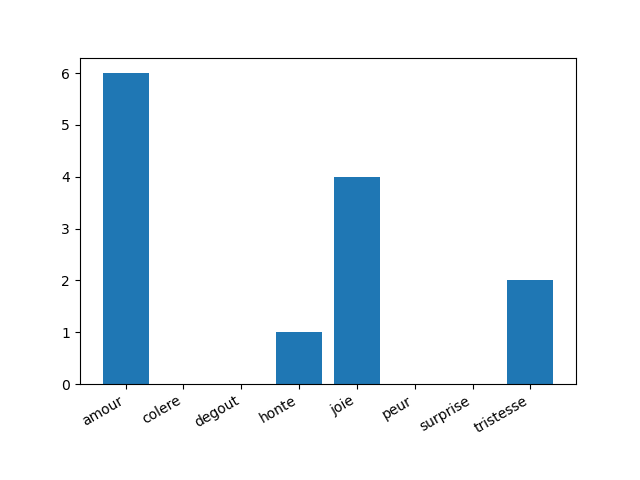 6
5
4
3
2
1
0
amour
colere
degout
honte
joie
peur
surprise
tristesse